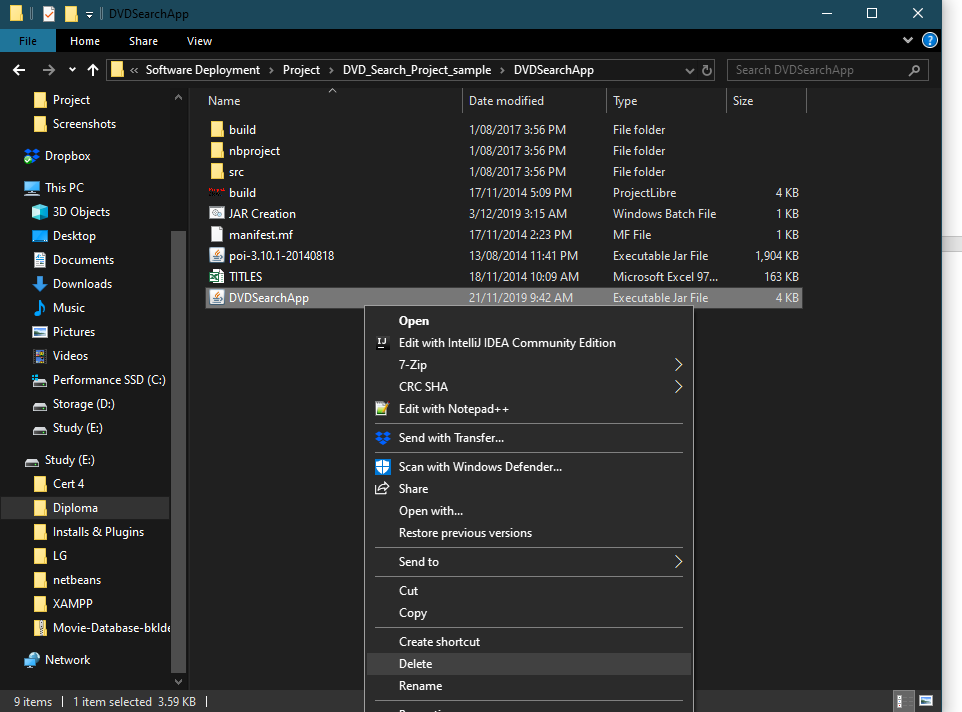 DVDSearchApp
File Home Share View
« Software Deployment › Project › DVD_Search_Project_sample › DVDSearchApp
Search DVDSearchApp
Project
Screenshots
Dropbox
This PC
3D Objects
Desktop
Documents
Downloads
Music
Pictures
Videos
Performance SSD (C:)
Storage (D:)
Study (E:)
Study (E:)
Cert 4
Diploma
Installs & Plugins
LG
netbeans
XAMPP
Movie-Database-bklde
Network
Name Date modified Type Size
build 1/08/2017 3:56 PM File folder
nbproject 1/08/2017 3:56 PM File folder
src 1/08/2017 3:56 PM File folder
build 17/11/2014 5:09 PM ProjectLibre 4 KB
JAR Creation 3/12/2019 3:15 AM Windows Batch File 1 KB
manifest.mf 17/11/2014 2:23 PM MF File 1 KB
poi-3.10.1-20140818 13/08/2014 11:41 PM Executable Jar File 1,904 KB
TITLES 18/11/2014 10:09 AM Microsoft Excel 97... 163 KB
DVDSearchApp 21/11/2019 9:42 AM Executable Jar File 4 KB
Open
IJ Edit with IntelliJ IDEA Community Edition
7-Zip
CRC SHA
Edit with Notepad++
Send with Transfer...
Scan with Windows Defender...
Share
Open with...
Restore previous versions
Send to
Cut
Copy
Create shortcut
Delete
Rename
9 items 1 item selected 3.59 KB